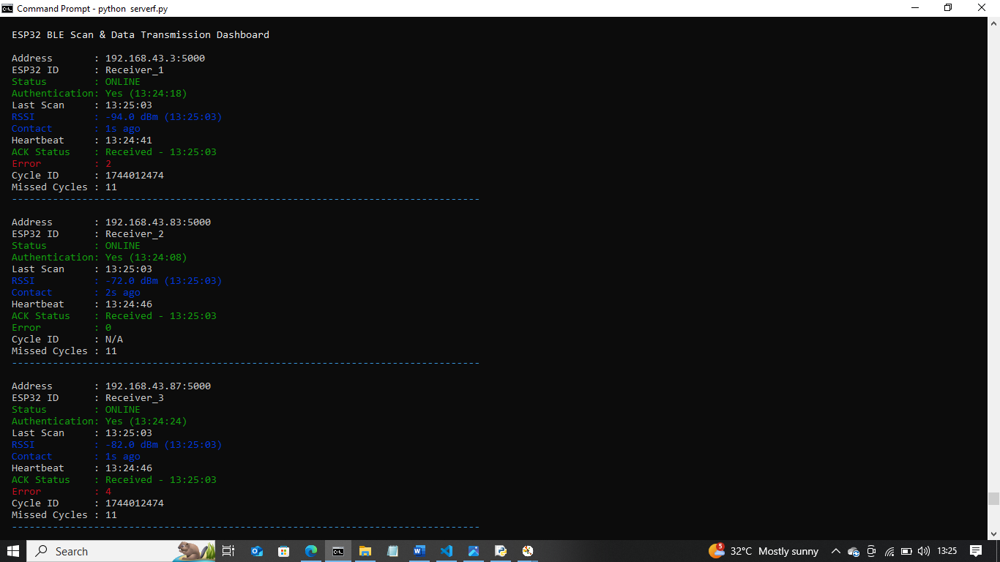 Command Prompt - python  serverf.py
ESP32 BLE Scan & Data Transmission Dashboard
Address       : 192.168.43.3:5000
ESP32 ID      : Receiver_1
Status        : ONLINE
Authentication: Yes (13:24:18)
Last Scan     : 13:25:03
RSSI          : -94.0 dBm (13:25:03)
Contact       : 1s ago
Heartbeat     : 13:24:41
ACK Status    : Received - 13:25:03
Error         : 2
Cycle ID      : 1744012474
Missed Cycles : 11
--------------------------------------------------------------------------------
Address       : 192.168.43.83:5000
ESP32 ID      : Receiver_2
Status        : ONLINE
Authentication: Yes (13:24:08)
Last Scan     : 13:25:03
RSSI          : -72.0 dBm (13:25:03)
Contact       : 2s ago
Heartbeat     : 13:24:46
ACK Status    : Received - 13:25:03
Error         : 0
Cycle ID      : N/A
Missed Cycles : 11
--------------------------------------------------------------------------------
Address       : 192.168.43.87:5000
ESP32 ID      : Receiver_3
Status        : ONLINE
Authentication: Yes (13:24:24)
Last Scan     : 13:25:03
RSSI          : -82.0 dBm (13:25:03)
Contact       : 1s ago
Heartbeat     : 13:24:46
ACK Status    : Received - 13:25:03
Error         : 4
Cycle ID      : 1744012474
Missed Cycles : 11
--------------------------------------------------------------------------------
Search 5 32°C Mostly sunny 13:25